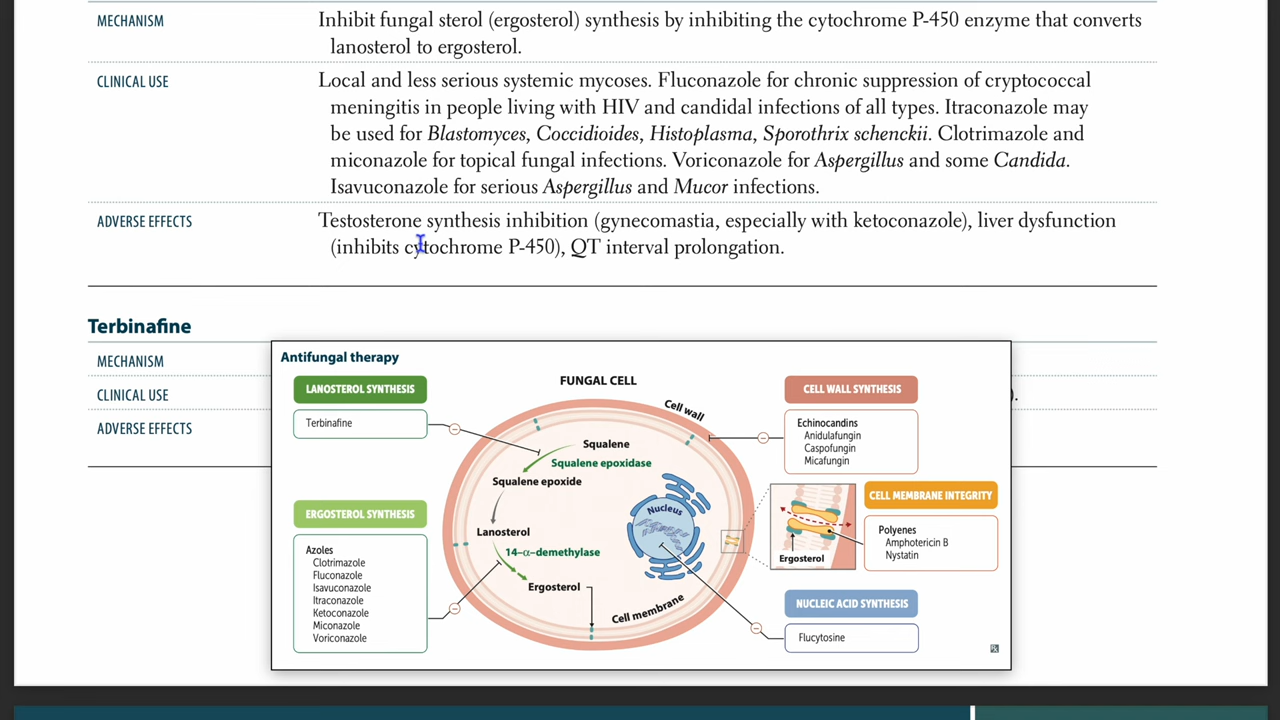 MECHANISM
Inhibit fungal sterol (ergosterol) synthesis by inhibiting the cytochrome P-450 enzyme that converts
lanosterol to ergosterol.
CLINICAL USE
Local and less serious systemic mycoses. Fluconazole for chronic suppression of cryptococcal
meningitis in people living with HIV and candidal infections of all types. Itraconazole may
be used for Blastomyces, Coccidioides, Histoplasma, Sporothrix schenckii. Clotrimazole and
miconazole for topical fungal infections. Voriconazole for Aspergillus and some Candida.
Isavuconazole for serious Aspergillus and Mucor infections.
ADVERSE EFFECTS
Testosterone synthesis inhibition (gynecomastia, especially with ketoconazole), liver dysfunction
(inhibits cytochrome P-450), QT interval prolongation.
Terbinafine
MECHANISM
CLINICAL USE
).
ADVERSE EFFECTS
Antifungal therapy
LANOSTEROL SYNTHESIS
Terbinafine
ERGOSTEROL SYNTHESIS
Azoles
Clotrimazole
Fluconazole
Isavuconazole
Itraconazole
Ketoconazole
Miconazole
Voriconazole
FUNGAL CELL
Cell wall
Squalene
Squalene epoxidase
Squalene epoxide
Lanosterol
14-α-demethylase
Ergosterol
Nucleus
Cell membrane
CELL WALL SYNTHESIS
Echinocandins
Anidulafungin
Caspofungin
Micafungin
CELL MEMBRANE INTEGRITY
Polyenes
Amphotericin B
Nystatin
Ergosterol
NUCLEIC ACID SYNTHESIS
Flucytosine